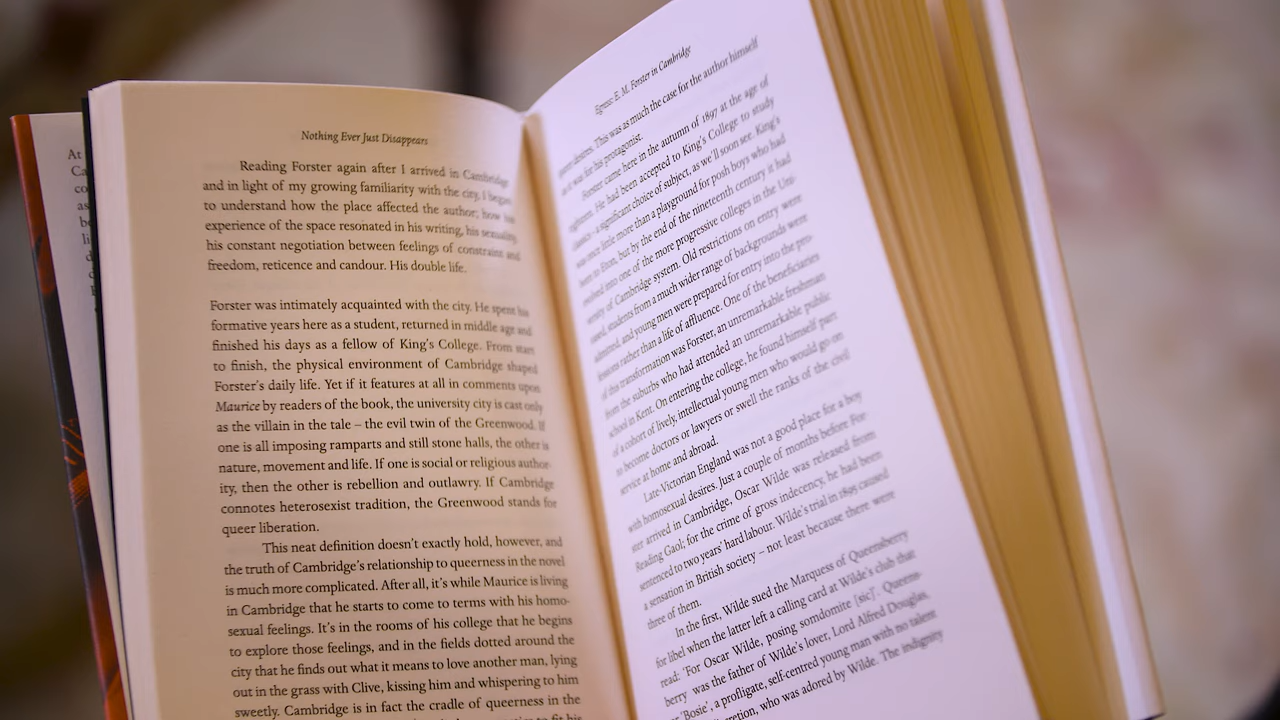 At
Ca
co
as
be
li
d
Nothing Ever Just Disappears
Reading Forster again after I arrived in Cambridge
and in light of my growing familiarity with the city, I began
to understand how the place affected the author; how his
experience of the space resonated in his writing, his sexuality,
his constant negotiation between feelings of constraint and
freedom, reticence and candour. His double life.
Forster was intimately acquainted with the city. He spent his
formative years here as a student, returned in middle age and
finished his days as a fellow of King's College. From start
to finish, the physical environment of Cambridge shaped
Forster's daily life. Yet if it features at all in comments upon
Maurice by readers of the book, the university city is cast only
as the villain in the tale – the evil twin of the Greenwood. If
one is all imposing ramparts and still stone halls, the other is
nature, movement and life. If one is social or religious author-
ity, then the other is rebellion and outlawry. If Cambridge
connotes heterosexist tradition, the Greenwood stands for
queer liberation.
This neat definition doesn't exactly hold, however, and
the truth of Cambridge's relationship to queerness in the novel
is much more complicated. After all, it's while Maurice is living
in Cambridge that he starts to come to terms with his homo-
sexual feelings. It's in the rooms of his college that he begins
to explore those feelings, and in the fields dotted around the
city that he finds out what it means to love another man, lying
out in the grass with Clive, kissing him and whispering to him
sweetly. Cambridge is in fact the cradle of queerness in the
to fit his
Egress: E. M. Forster in Cambridge
desires. This was as much the case for the author himself
as it was for his protagonist.
Forster came here in the autumn of 1897 at the age of
eighteen. He had been accepted to King's College to study
classics – a significant choice of subject, as we'll soon see. King's
was once little more than a playground for posh boys who had
been to Eton, but by the end of the nineteenth century it had
evolved into one of the more progressive colleges in the Uni-
versity of Cambridge system. Old restrictions on entry went
students from a much wider range of backgrounds were
admitted, and young men were prepared for entry into the pro-
fessions rather than a life of affluence. One of the beneficiaries
of this transformation was Forster, an unremarkable freshman
from the suburbs who had attended an unremarkable public
school in Kent. On entering the college, he found himself part
of a cohort of lively, intellectual young men who would go on
to become doctors or lawyers or swell the ranks of the civil
service at home and abroad.
Late-Victorian England was not a good place for a boy
with homosexual desires. Just a couple of months before For-
ster arrived in Cambridge, Oscar Wilde was released from
Reading Gaol; for the crime of gross indecency, he had been
sentenced to two years' hard labour. Wilde's trial in 1895 caused
a sensation in British society – not least because there were
three of them.
In the first, Wilde sued the Marquess of Queensberry
for libel when the latter left a calling card at Wilde's club that
read: 'For Oscar Wilde, posing somdomite [sic]'. Queens-
berry was the father of Wilde's lover, Lord Alfred Douglas,
or 'Bosie', a profligate, self-centred young man with no talent
who was adored by Wilde. The indignity